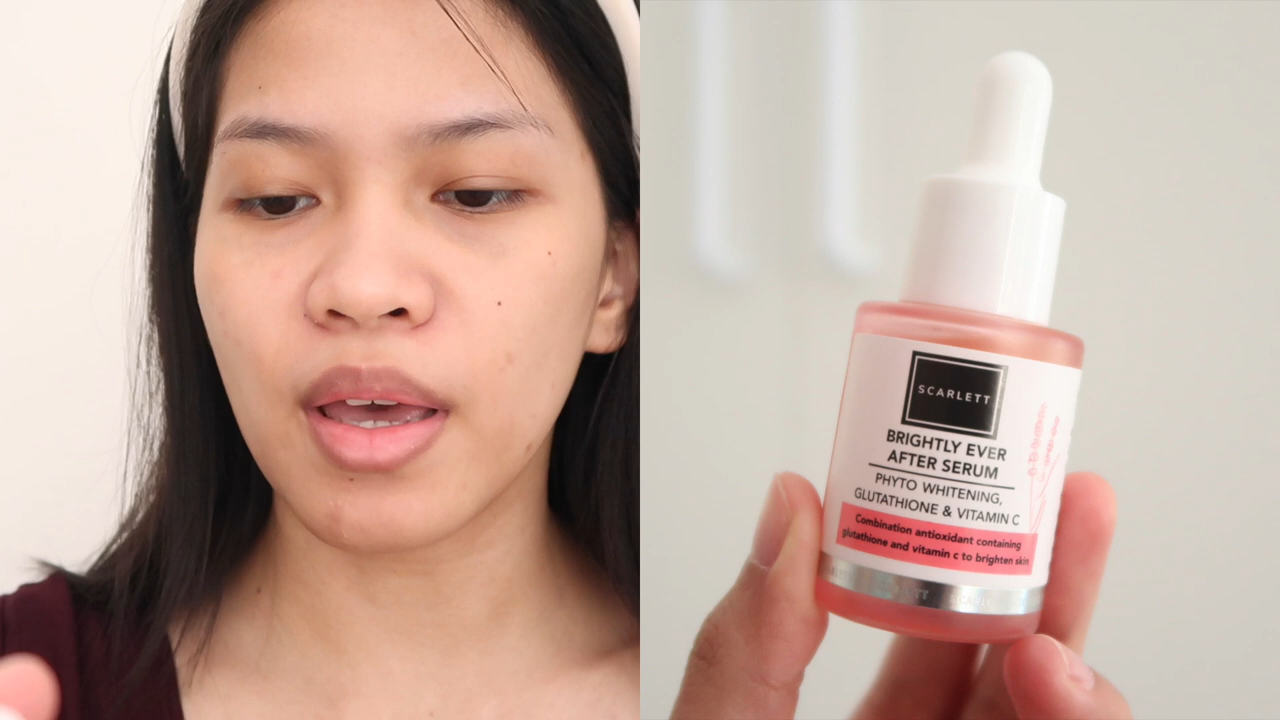 SCARLETT
BRIGHTLY EVER
AFTER SERUM
PHYTO WHITENING,
GLUTATHIONE & VITAMIN C
Combination antioxidant containing
glutathione and vitamin c to brighten skin